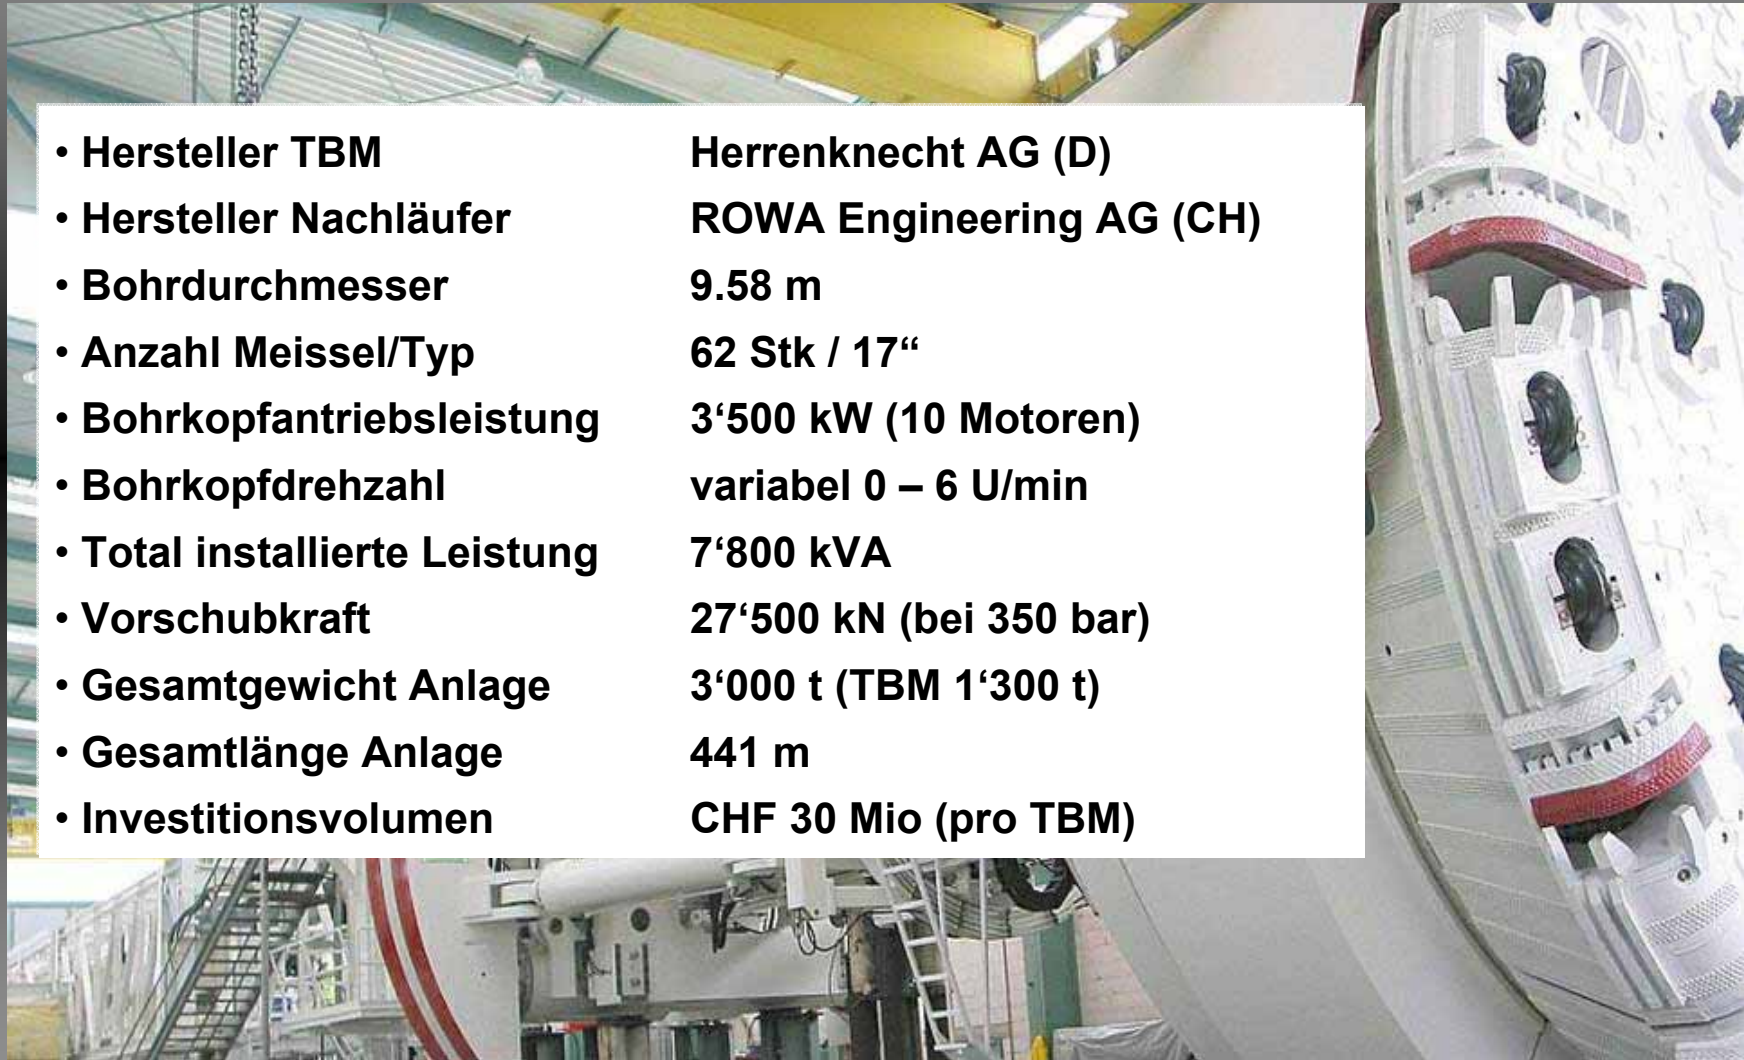 • Hersteller TBM Herrenknecht AG (D)
• Hersteller Nachläufer ROWA Engineering AG (CH)
• Bohrdurchmesser 9.58 m
• Anzahl Meissel/Typ 62 Stk / 17“
• Bohrkopfantriebsleistung 3‘500 kW (10 Motoren)
• Bohrkopfdrehzahl variabel 0 – 6 U/min
• Total installierte Leistung 7‘800 kVA
• Vorschubkraft 27‘500 kN (bei 350 bar)
• Gesamtgewicht Anlage 3‘000 t (TBM 1‘300 t)
• Gesamtlänge Anlage 441 m
• Investitionsvolumen CHF 30 Mio (pro TBM)